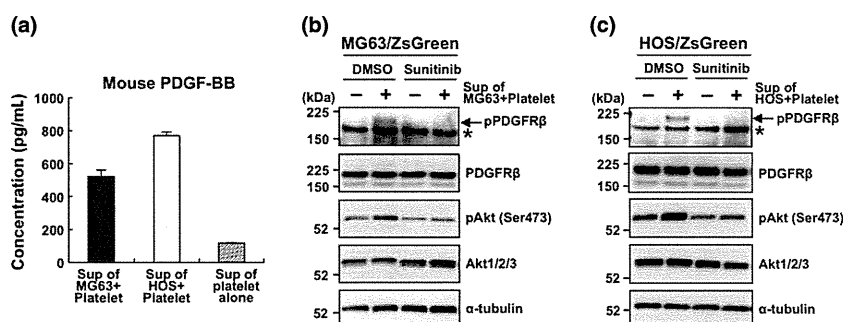 (a)
Mouse PDGF-BB
Concentration (pg/mL)
1000
800
600
400
200
0
Sup of MG63+ Platelet
Sup of HOS+ Platelet
Sup of platelet alone
(b)
MG63/ZsGreen
DMSO Sunitinib
(kDa) − + − + Sup of MG63+Platelet
225
150
pPDGFRβ
*
225
150
PDGFRβ
52
pAkt (Ser473)
52
Akt1/2/3
52
α-tubulin
(c)
HOS/ZsGreen
DMSO Sunitinib
(kDa) − + − + Sup of HOS+Platelet
225
150
pPDGFRβ
*
225
150
PDGFRβ
52
pAkt (Ser473)
52
Akt1/2/3
52
α-tubulin